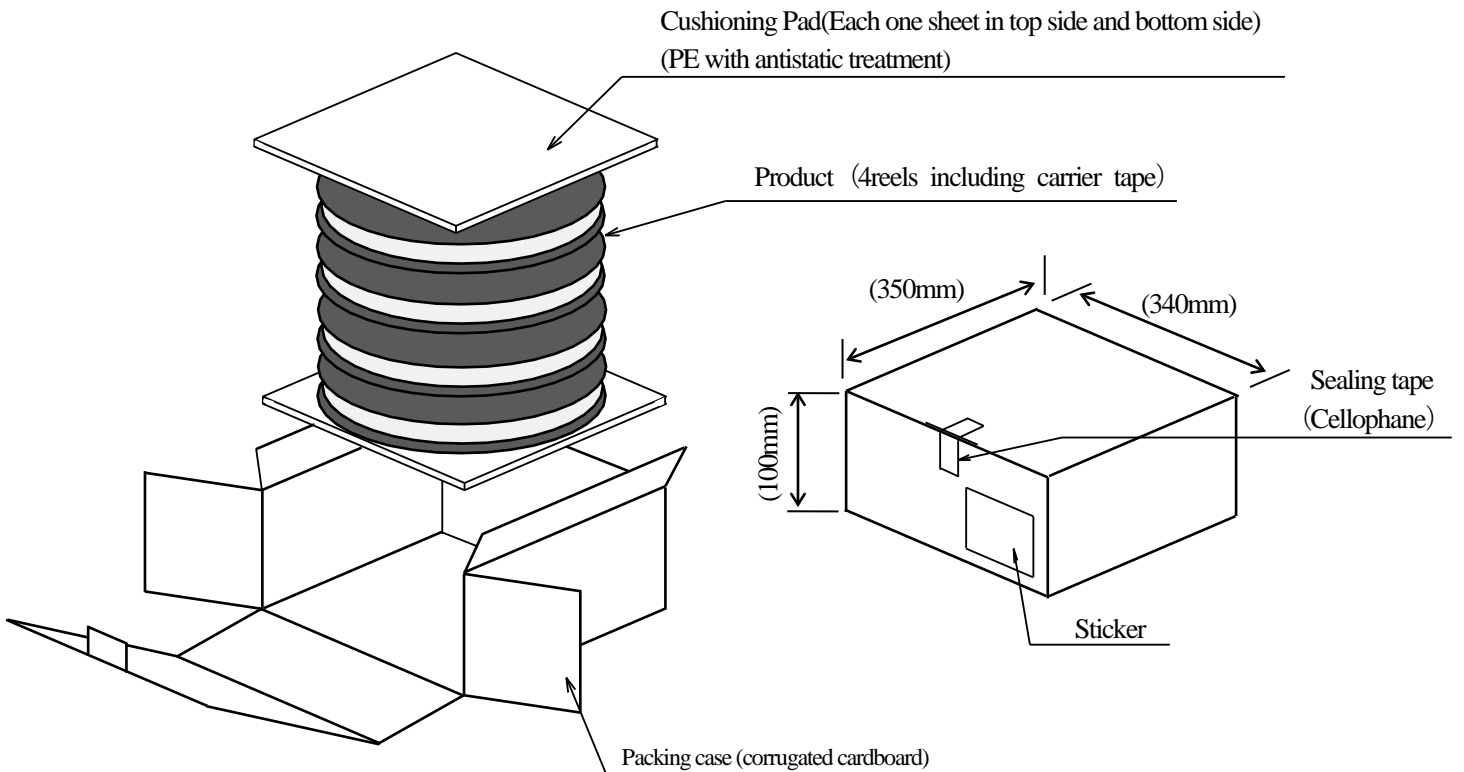 Cushioning Pad(Each one sheet in top side and bottom side)
(PE with antistatic treatment)
Product （4reels including carrier tape）
(350mm)
(340mm)
Sealing tape
（Cellophane）
(100mm)
Sticker
Packing case (corrugated cardboard)